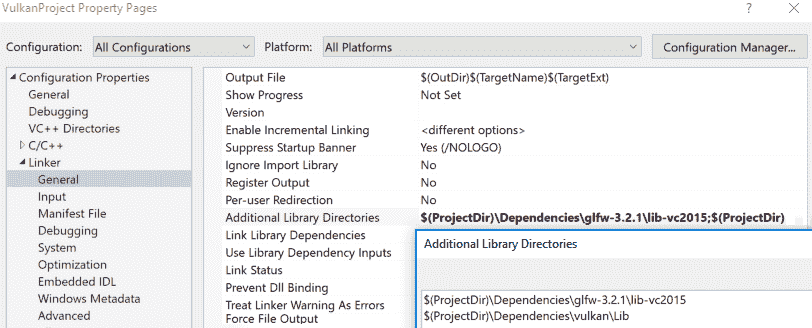 VulkanProject Property Pages ? ×
Configuration: All Configurations Platform: All Platforms Configuration Manager...
Configuration Properties
General
Debugging
VC++ Directories
C/C++
Linker
General
Input
Manifest File
Debugging
System
Optimization
Embedded IDL
Windows Metadata
Advanced
Output File $(OutDir)$(TargetName)$(TargetExt)
Show Progress Not Set
Version
Enable Incremental Linking <different options>
Suppress Startup Banner Yes (/NOLOGO)
Ignore Import Library No
Register Output No
Per-user Redirection No
Additional Library Directories $(ProjectDir)\Dependencies\glfw-3.2.1\lib-vc2015;$(ProjectDir)
Link Library Dependencies
Use Library Dependency Inputs
Link Status
Prevent Dll Binding
Treat Linker Warning As Errors
Force File Output
Additional Library Directories
$(ProjectDir)\Dependencies\glfw-3.2.1\lib-vc2015
$(ProjectDir)\Dependencies\vulkan\Lib